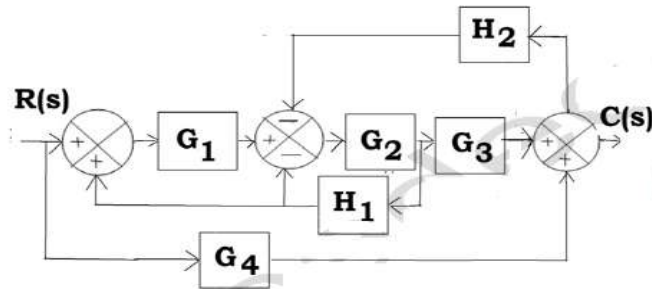 H2
R(s)
C(s)
+
+
G1
+
−
−
G2
G3
+
+
H1
G4